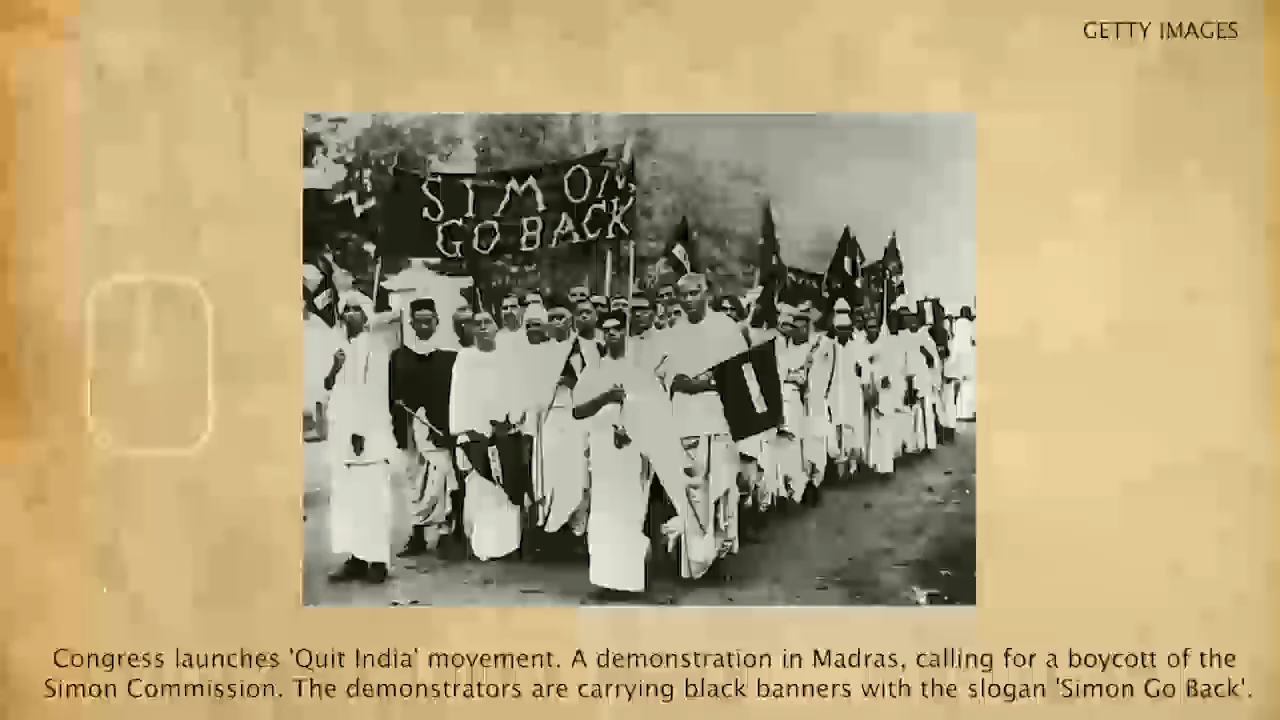 GETTY IMAGES
SIMON
GO BACK
Congress launches 'Quit India' movement. A demonstration in Madras, calling for a boycott of the
Simon Commission. The demonstrators are carrying black banners with the slogan 'Simon Go Back'.